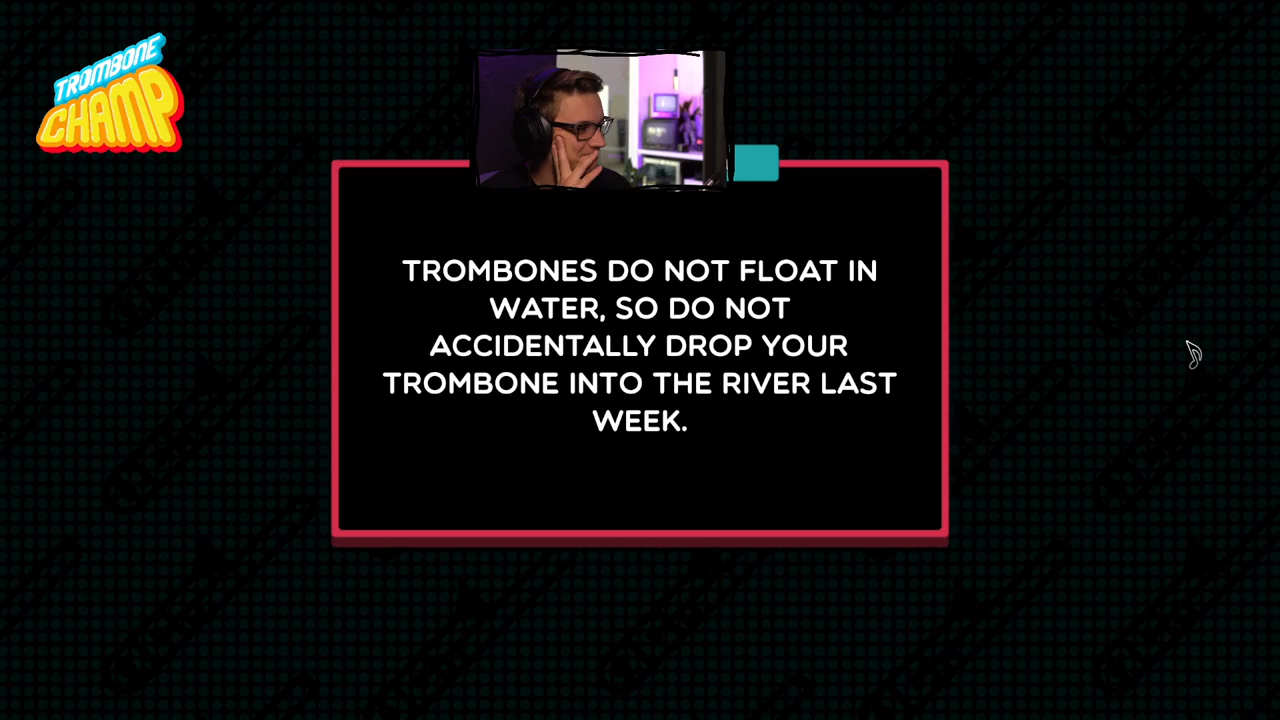 TROMBONE
CHAMP
TROMBONES DO NOT FLOAT IN
WATER, SO DO NOT
ACCIDENTALLY DROP YOUR
TROMBONE INTO THE RIVER LAST
WEEK.